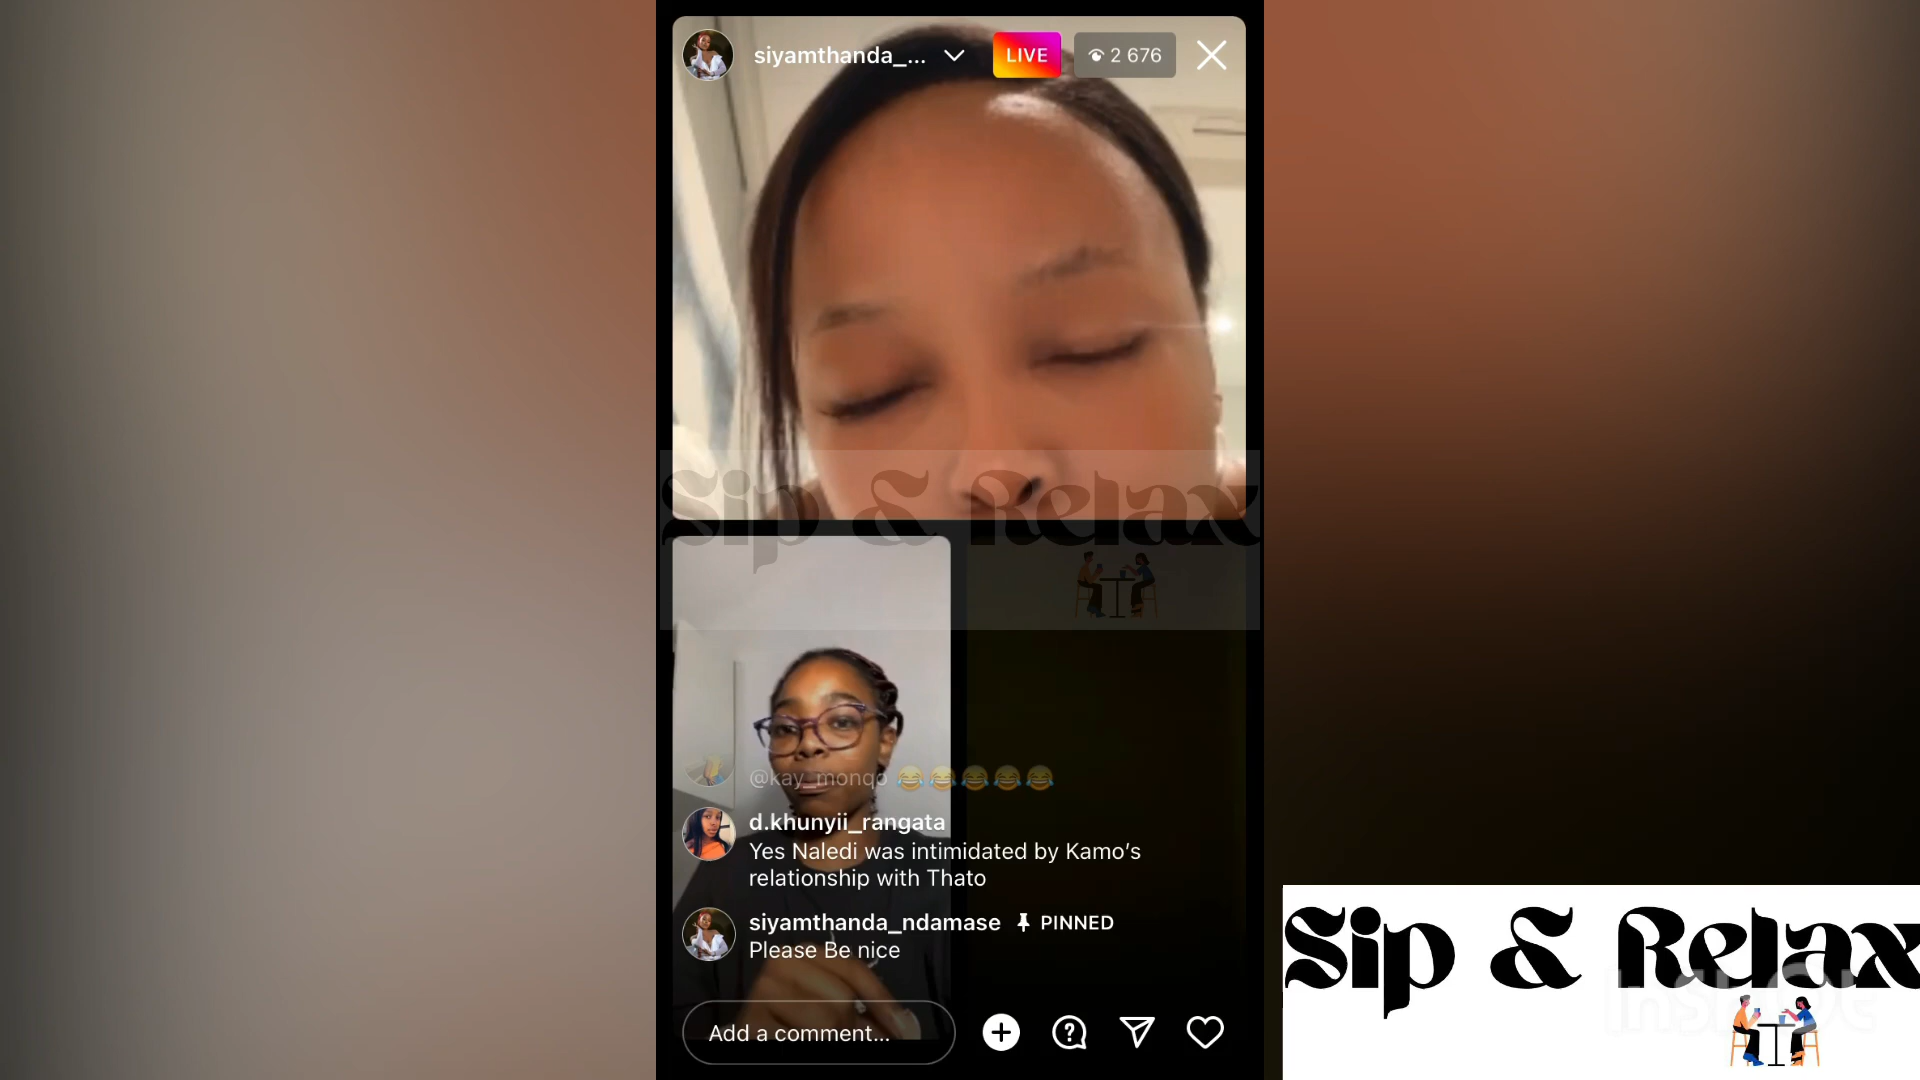 siyamthanda_...
LIVE
2 676
Sip & Relax
@kay_monqo 😂😂😂😂😂
d.khunyii_rangata
Yes Naledi was intimidated by Kamo’s
relationship with Thato
siyamthanda_ndamase PINNED
Please Be nice
Add a comment...
Sip & Relax
InShOt